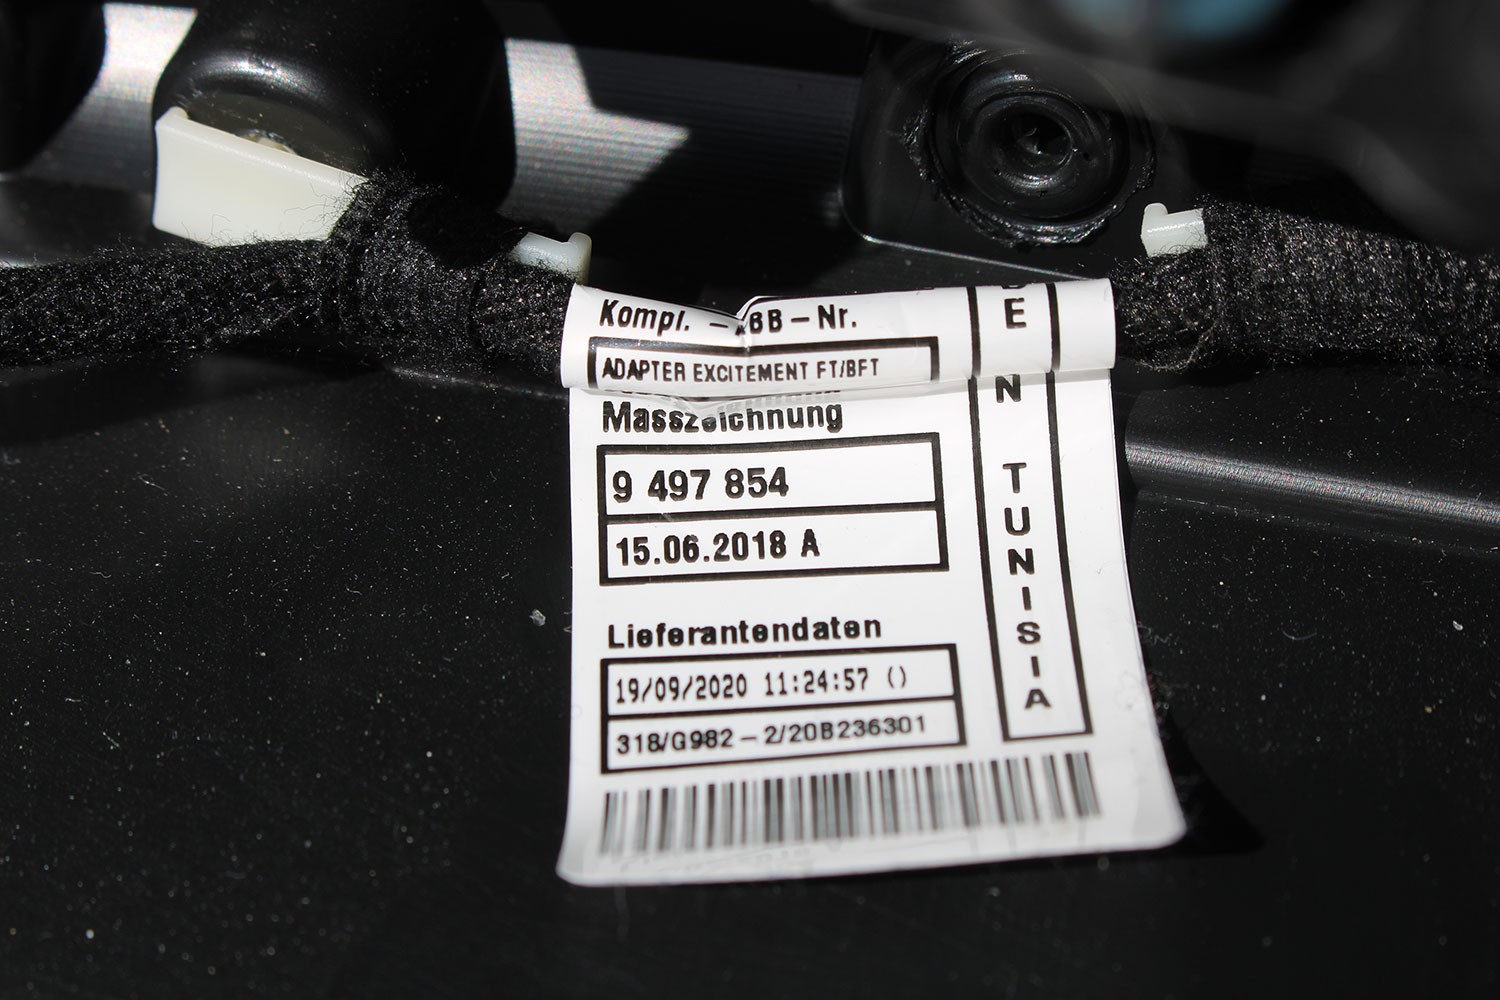 Kompl. – BB – Nr.
ADAPTER EXCITEMENT FT/BFT
Masszeichnung
9 497 854
15.06.2018 A
Lieferantendaten
19/09/2020 11:24:57 ()
318/G982 – 2/20B236301
TUNISIA